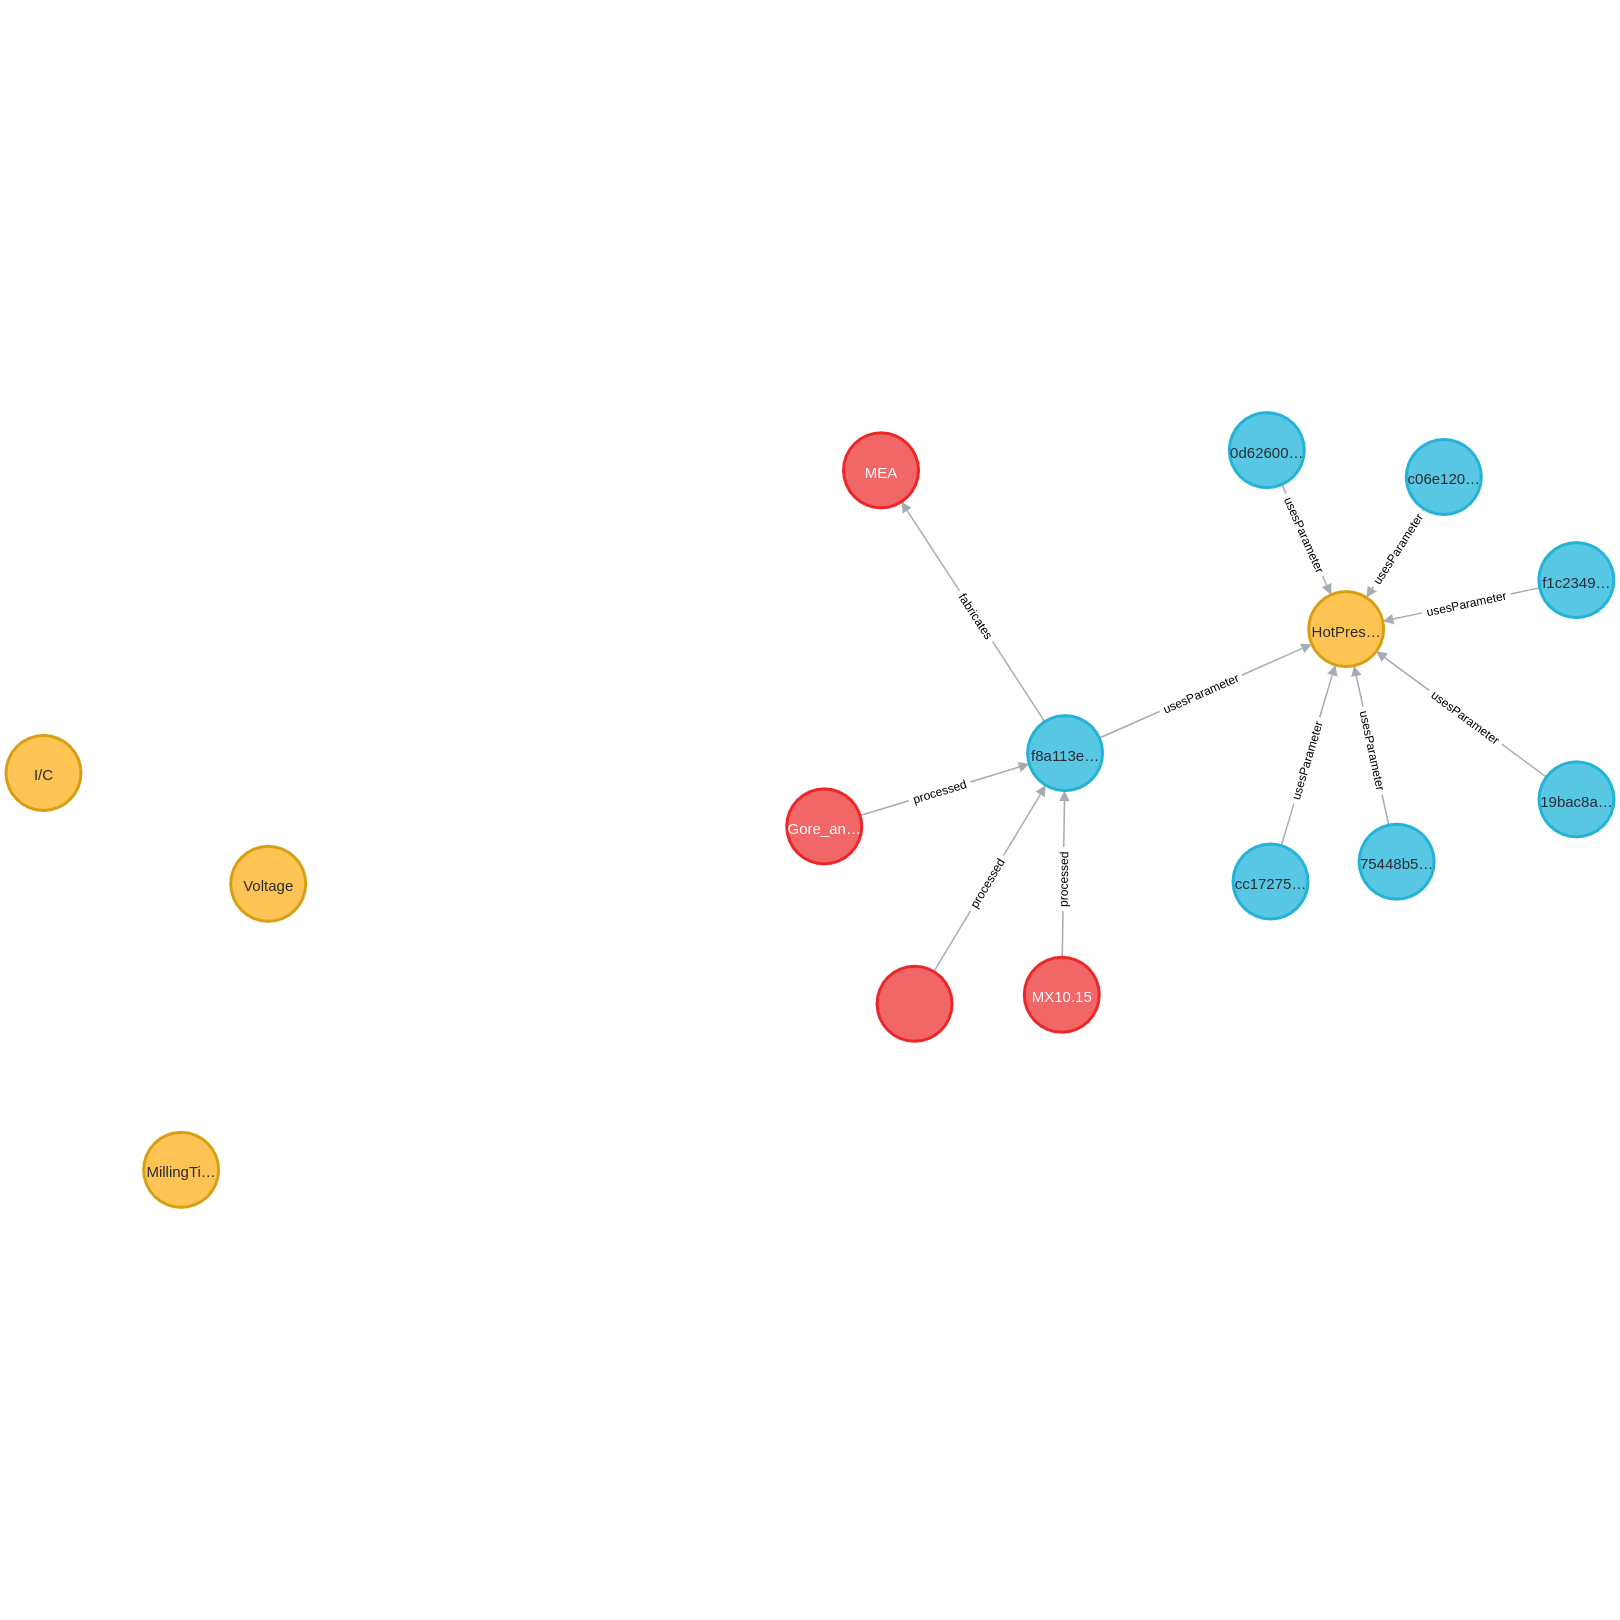 0d62600…
MEA
c06e120…
usesParameter
usesParameter
f1c2349…
usesParameter
fabricates
HotPres…
usesParameter
usesParameter
f8a113e…
usesParameter
usesParameter
I/C
processed
19bac8a…
Gore_an…
75448b5…
cc17275…
processed
processed
Voltage
MX10.15
MillingTi…